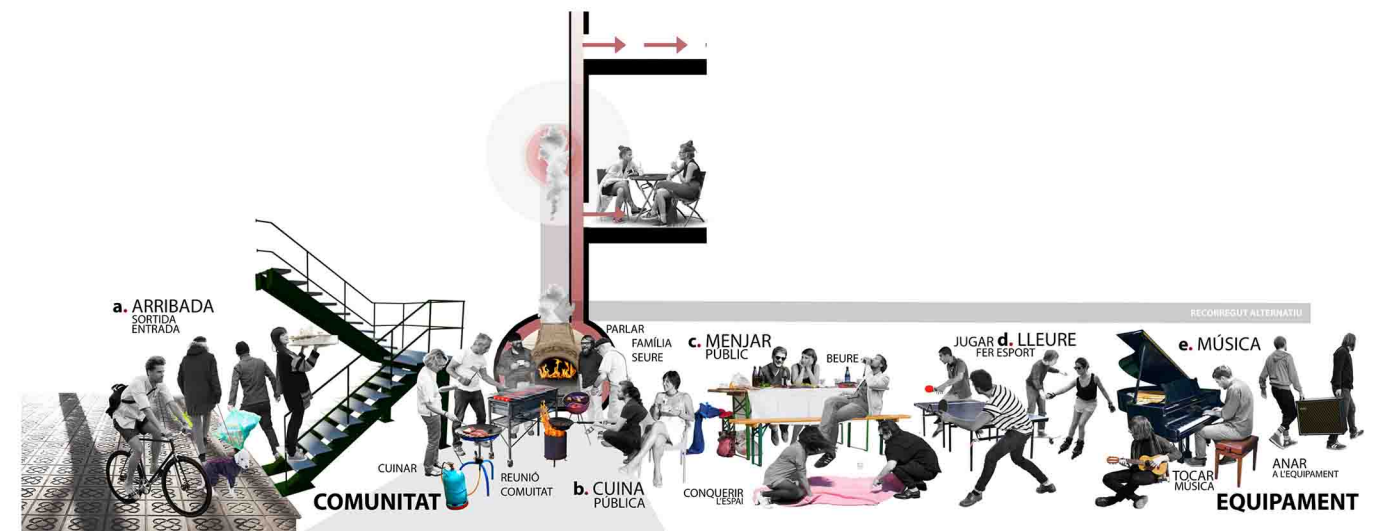 a. ARRIBADA
SORTIDA
ENTRADA
CUINAR
COMUNITAT
REUNIÓ
COMUITAT
b. CUINA
PÚBLICA
PARLAR
FAMÍLIA
SEURE
c. MENJAR
PÚBLIC
BEURE
CONQUERIR
L'ESPAI
RECORREGUT ALTERNATIU
JUGAR d. LLEURE
FER ESPORT
e. MÚSICA
TOCAR
MÚSICA
ANAR
A L'EQUIPAMENT
EQUIPAMENT